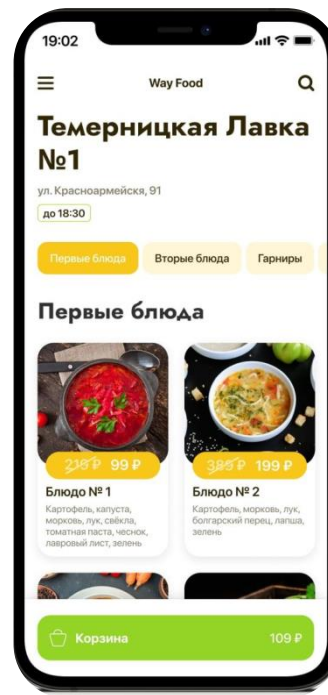 19:02
Way Food
Темерницкая Лавка
№1
ул. Красноармейскя, 91
до 18:30
Первые блюда
Вторые блюда
Гарниры
Первые блюда
219 ₽ 99 ₽
389 ₽ 199 ₽
Блюдо № 1
Картофель, капуста,
морковь, лук, свёкла,
томатная паста, чеснок,
лавровый лист, зелень
Блюдо № 2
Картофель, морковь, лук,
болгарский перец, лапша,
зелень
Корзина
109 ₽